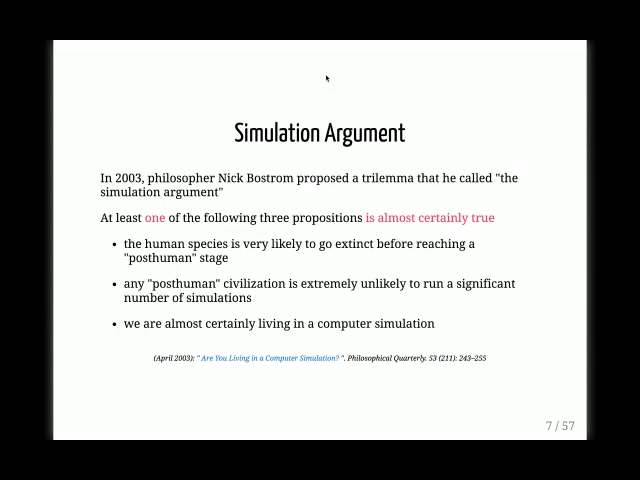 Simulation Argument
In 2003, philosopher Nick Bostrom proposed a trilemma that he called "the
simulation argument"
At least one of the following three propositions is almost certainly true
• the human species is very likely to go extinct before reaching a
"posthuman" stage
• any "posthuman" civilization is extremely unlikely to run a significant
number of simulations
• we are almost certainly living in a computer simulation
(April 2003): " Are You Living in a Computer Simulation? ". Philosophical Quarterly. 53 (211): 243–255
7 / 57